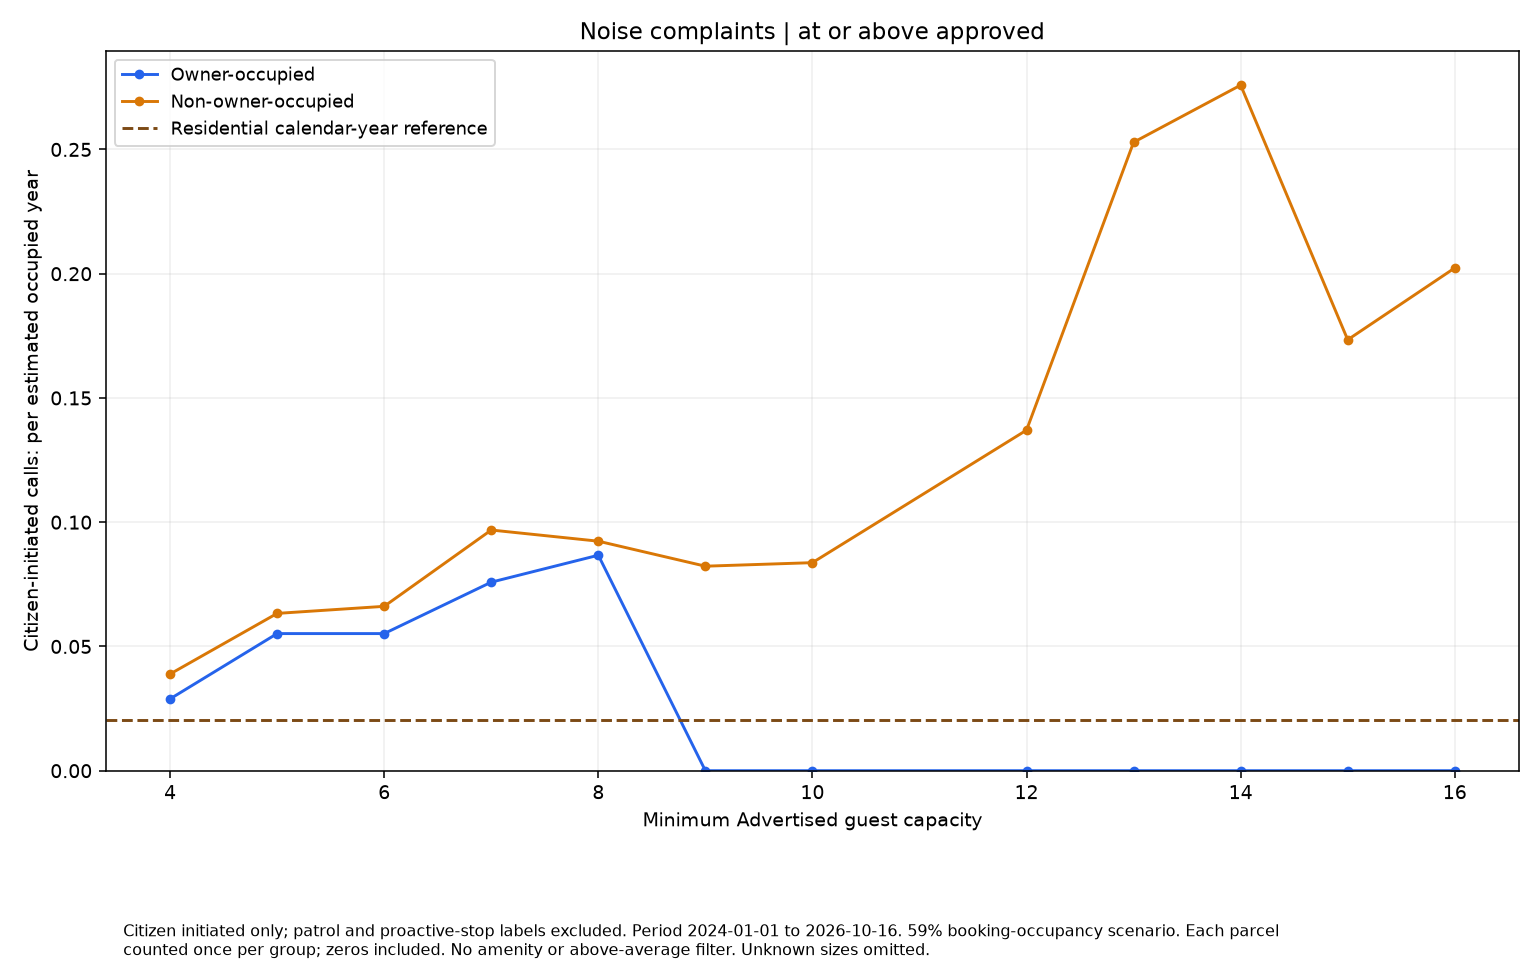 Noise complaints | at or above approved
Owner-occupied
Non-owner-occupied
Residential calendar-year reference
Citizen-initiated calls: per estimated occupied year
0.25
0.20
0.15
0.10
0.05
0.00
4
6
8
10
12
14
16
Minimum Advertised guest capacity
Citizen initiated only; patrol and proactive-stop labels excluded. Period 2024-01-01 to 2026-10-16. 59% booking-occupancy scenario. Each parcel
counted once per group; zeros included. No amenity or above-average filter. Unknown sizes omitted.